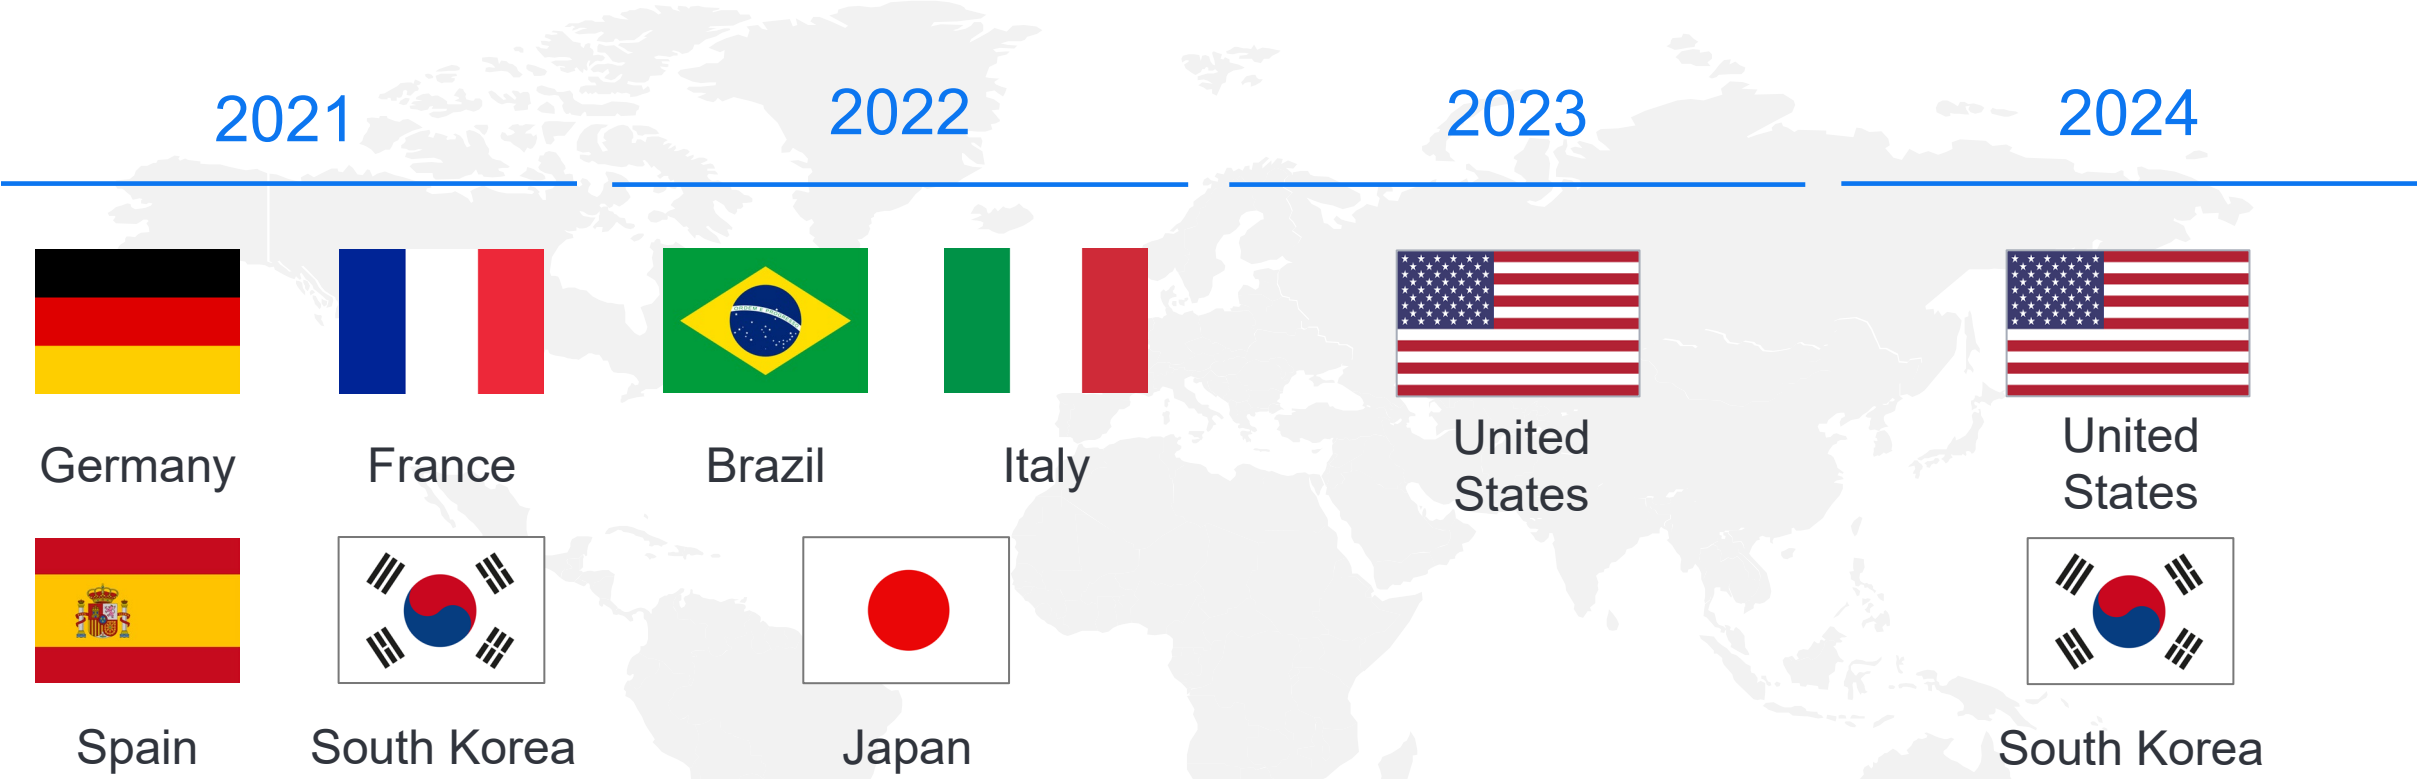 2021
2022
2023
2024
Germany
France
Brazil
Italy
United
States
United
States
Spain
South Korea
Japan
South Korea